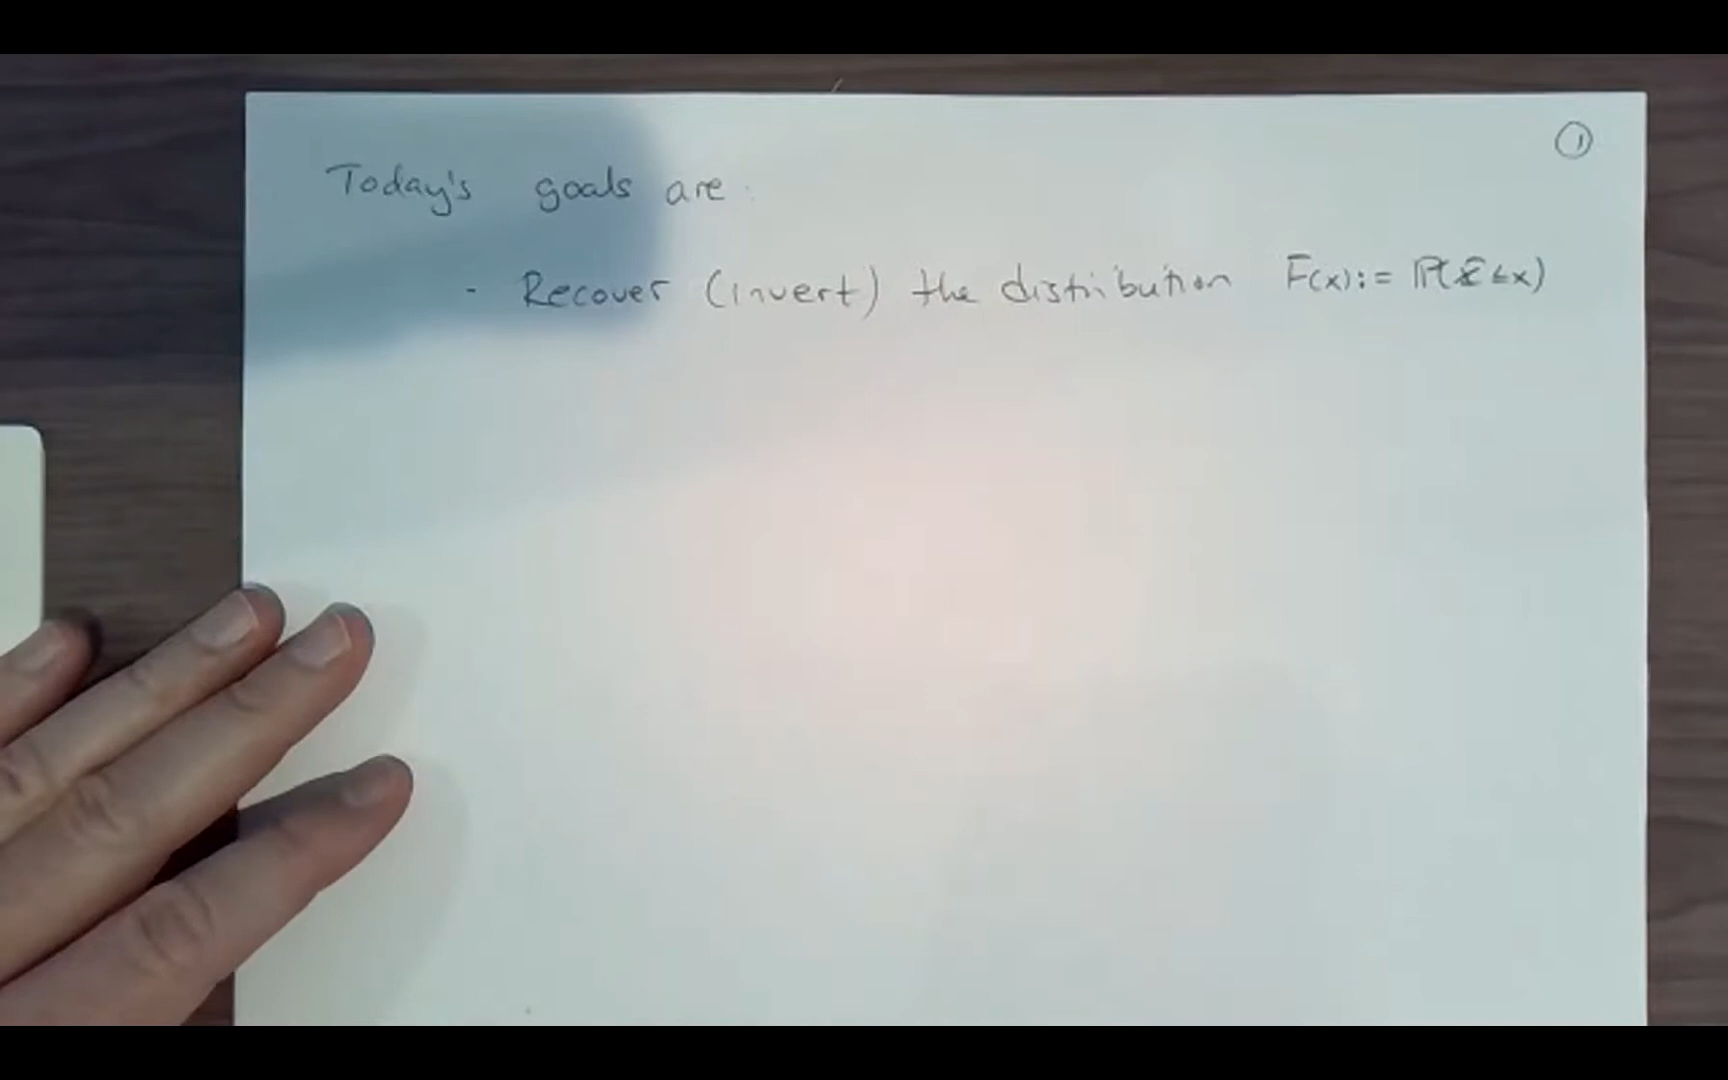 ①
Today's goals are:
- Recover (invert) the distribution F(x) := ℙ(ξ ≤ x)